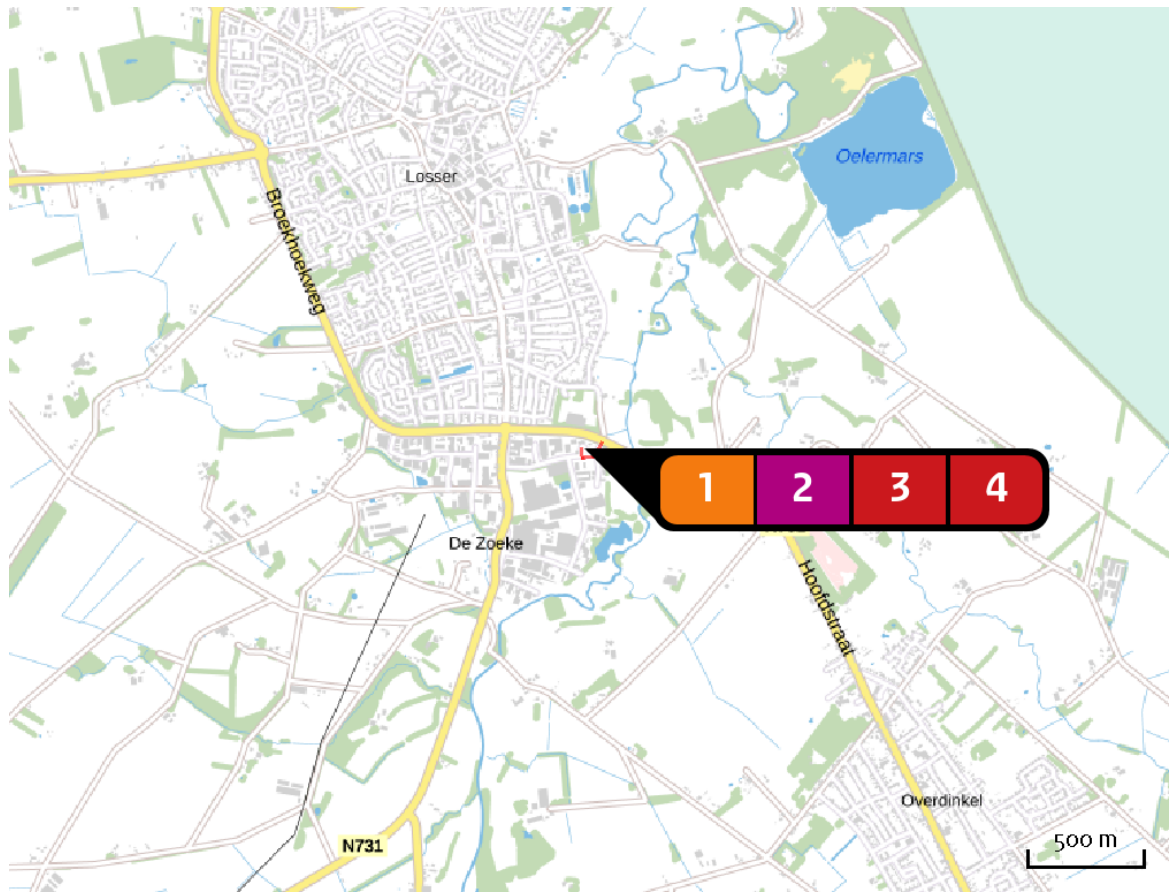 Oelermars
Losser
Broekhoekweg
1 2 3 4
De Zoeke
Hoofdstraat
Overdinkel
500 m
N731